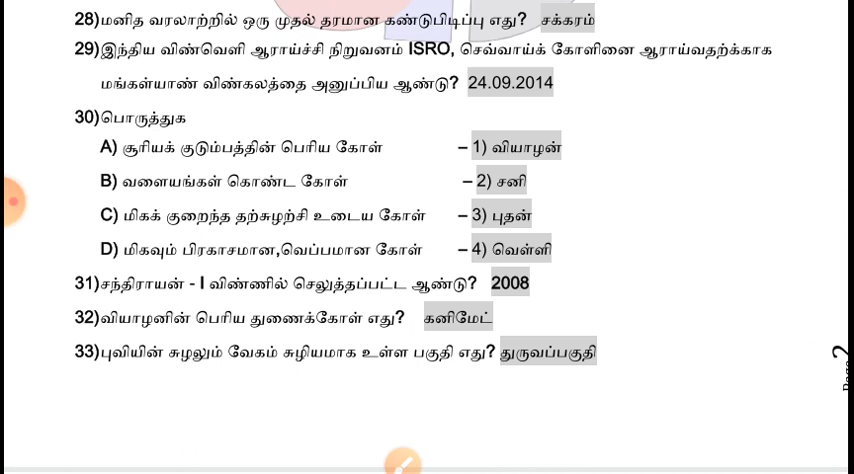 28)மனித வரலாற்றில் ஒரு முதல் தரமான கண்டுபிடிப்பு எது? சக்கரம்
29)இந்திய விண்வெளி ஆராய்ச்சி நிறுவனம் ISRO, செவ்வாய்க் கோளினை ஆராய்வதற்க்காக
மங்கள்யாண் விண்கலத்தை அனுப்பிய ஆண்டு? 24.09.2014
30)பொருத்துக
A) சூரியக் குடும்பத்தின் பெரிய கோள் – 1) வியாழன்
B) வளையங்கள் கொண்ட கோள் – 2) சனி
C) மிகக் குறைந்த தற்சுழற்சி உடைய கோள் – 3) புதன்
D) மிகவும் பிரகாசமான,வெப்பமான கோள் – 4) வெள்ளி
31)சந்திராயன் - I விண்ணில் செலுத்தப்பட்ட ஆண்டு? 2008
32)வியாழனின் பெரிய துணைக்கோள் எது? கனிமேட்
33)புவியின் சுழலும் வேகம் சுழியமாக உள்ள பகுதி எது? துருவப்பகுதி
Page 2